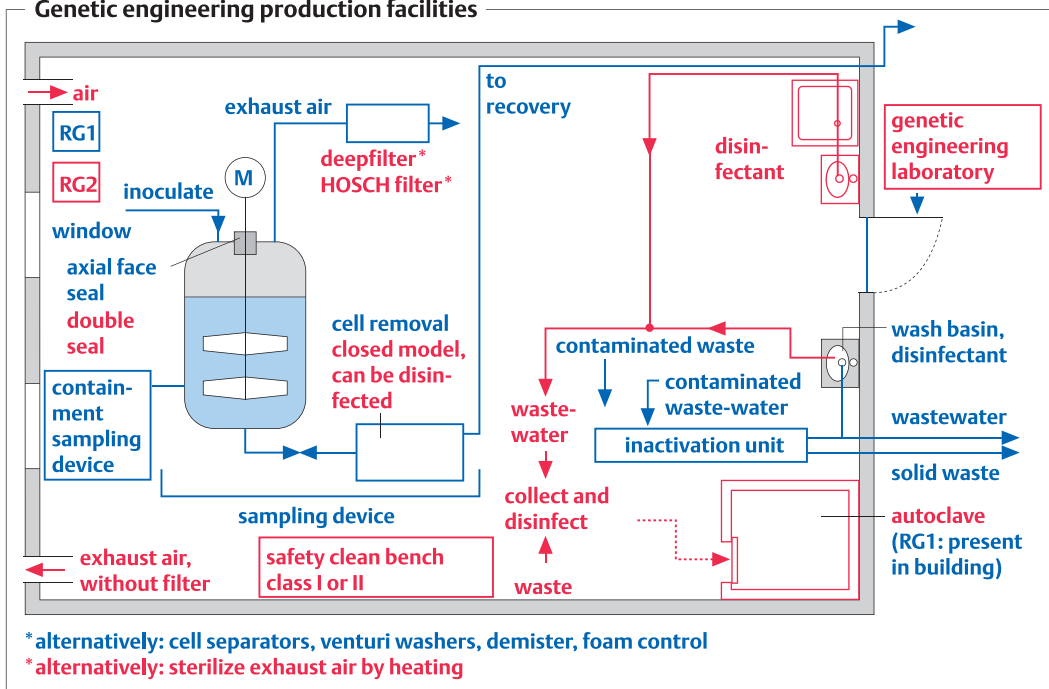 Genetic engineering production facilities
air
RG1
RG2
inoculate
window
axial face
seal
double
seal
contain-
ment
sampling
device
M
exhaust air
deepfilter*
HOSCH filter*
to
recovery
cell removal
closed model,
can be disin-
fected
sampling device
exhaust air,
without filter
safety clean bench
class I or II
disin-
fectant
genetic
engineering
laboratory
contaminated waste
contaminated
waste-water
waste-
water
inactivation unit
collect and
disinfect
waste
wash basin,
disinfectant
wastewater
solid waste
autoclave
(RG1: present
in building)
*alternatively: cell separators, venturi washers, demister, foam control
*alternatively: sterilize exhaust air by heating